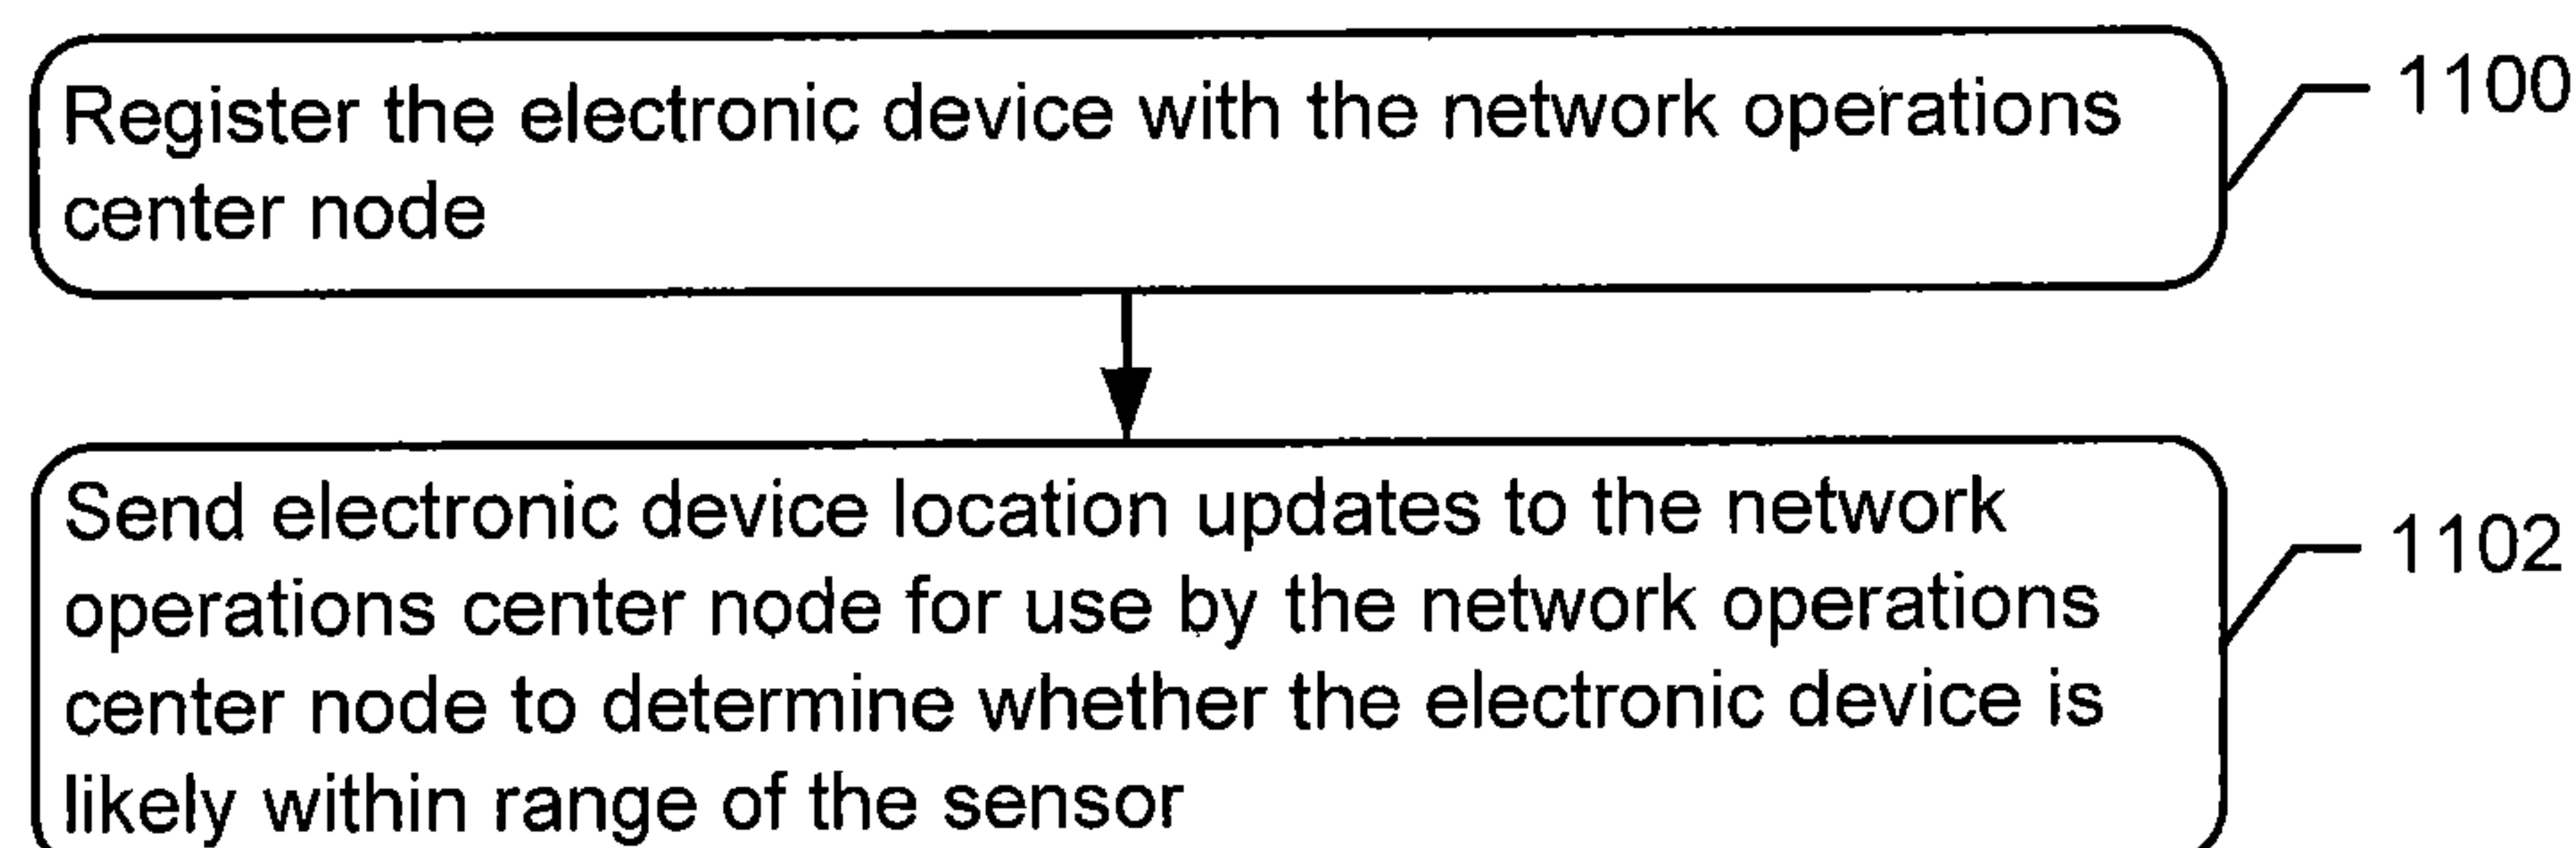 Register the electronic device with the network operations
center node
1100
Send electronic device location updates to the network
operations center node for use by the network operations
center node to determine whether the electronic device is
likely within range of the sensor
1102